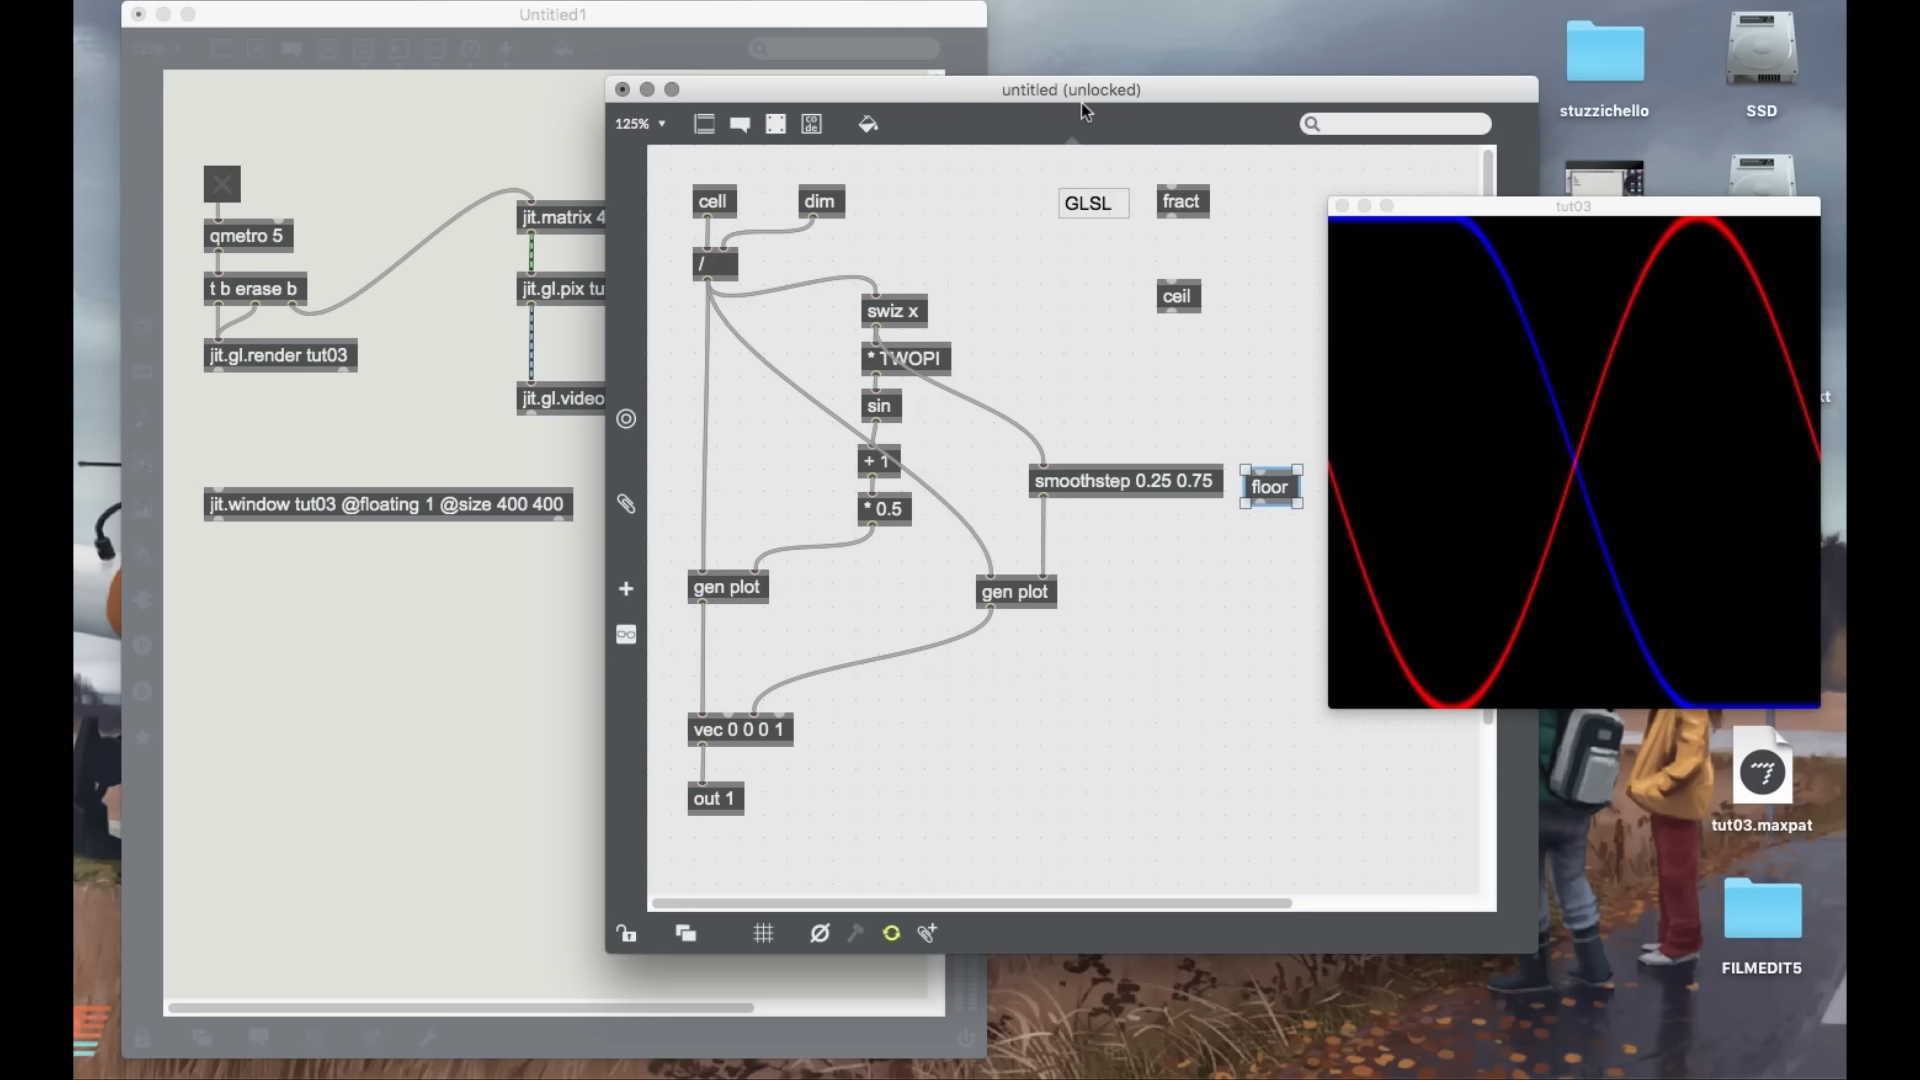 Untitled1
untitled (unlocked)
125%
stuzzichello
SSD
cell
dim
GLSL
fract
tut03
/
qmetro 5
jit.matrix 4
swiz x
ceil
t b erase b
jit.gl.pix tu
* TWOPI
jit.gl.render tut03
jit.gl.video
sin
+ 1
smoothstep 0.25 0.75
floor
jit.window tut03 @floating 1 @size 400 400
* 0.5
gen plot
gen plot
vec 0 0 0 1
out 1
tut03.maxpat
FILMEDIT5